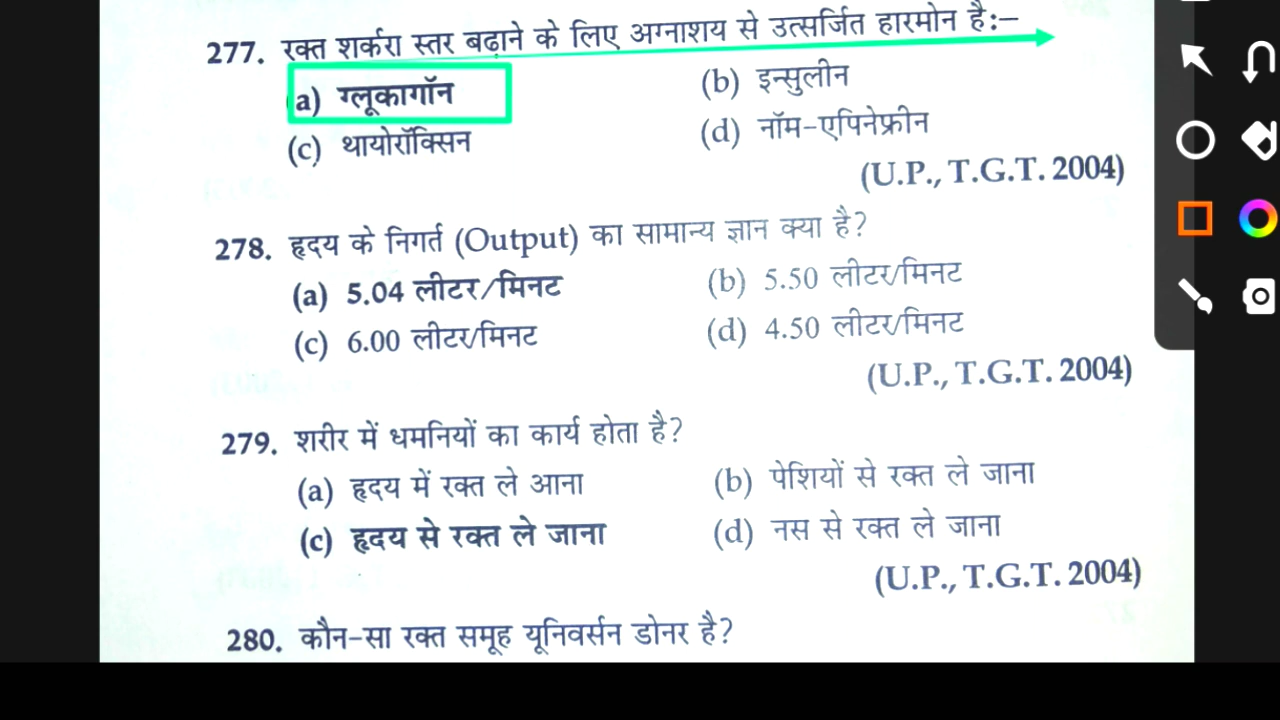 277. रक्त शर्करा स्तर बढ़ाने के लिए अग्नाशय से उत्सर्जित हारमोन है:–
(a) ग्लूकागॉन (b) इन्सुलीन
(c) थायोरॉक्सिन (d) नॉम-एपिनेफ्रीन
(U.P., T.G.T. 2004)
278. हृदय के निगर्त (Output) का सामान्य ज्ञान क्या है?
(a) 5.04 लीटर/मिनट (b) 5.50 लीटर/मिनट
(c) 6.00 लीटर/मिनट (d) 4.50 लीटर/मिनट
(U.P., T.G.T. 2004)
279. शरीर में धमनियों का कार्य होता है?
(a) हृदय में रक्त ले आना (b) पेशियों से रक्त ले जाना
(c) हृदय से रक्त ले जाना (d) नस से रक्त ले जाना
(U.P., T.G.T. 2004)
280. कौन-सा रक्त समूह यूनिवर्सन डोनर है?